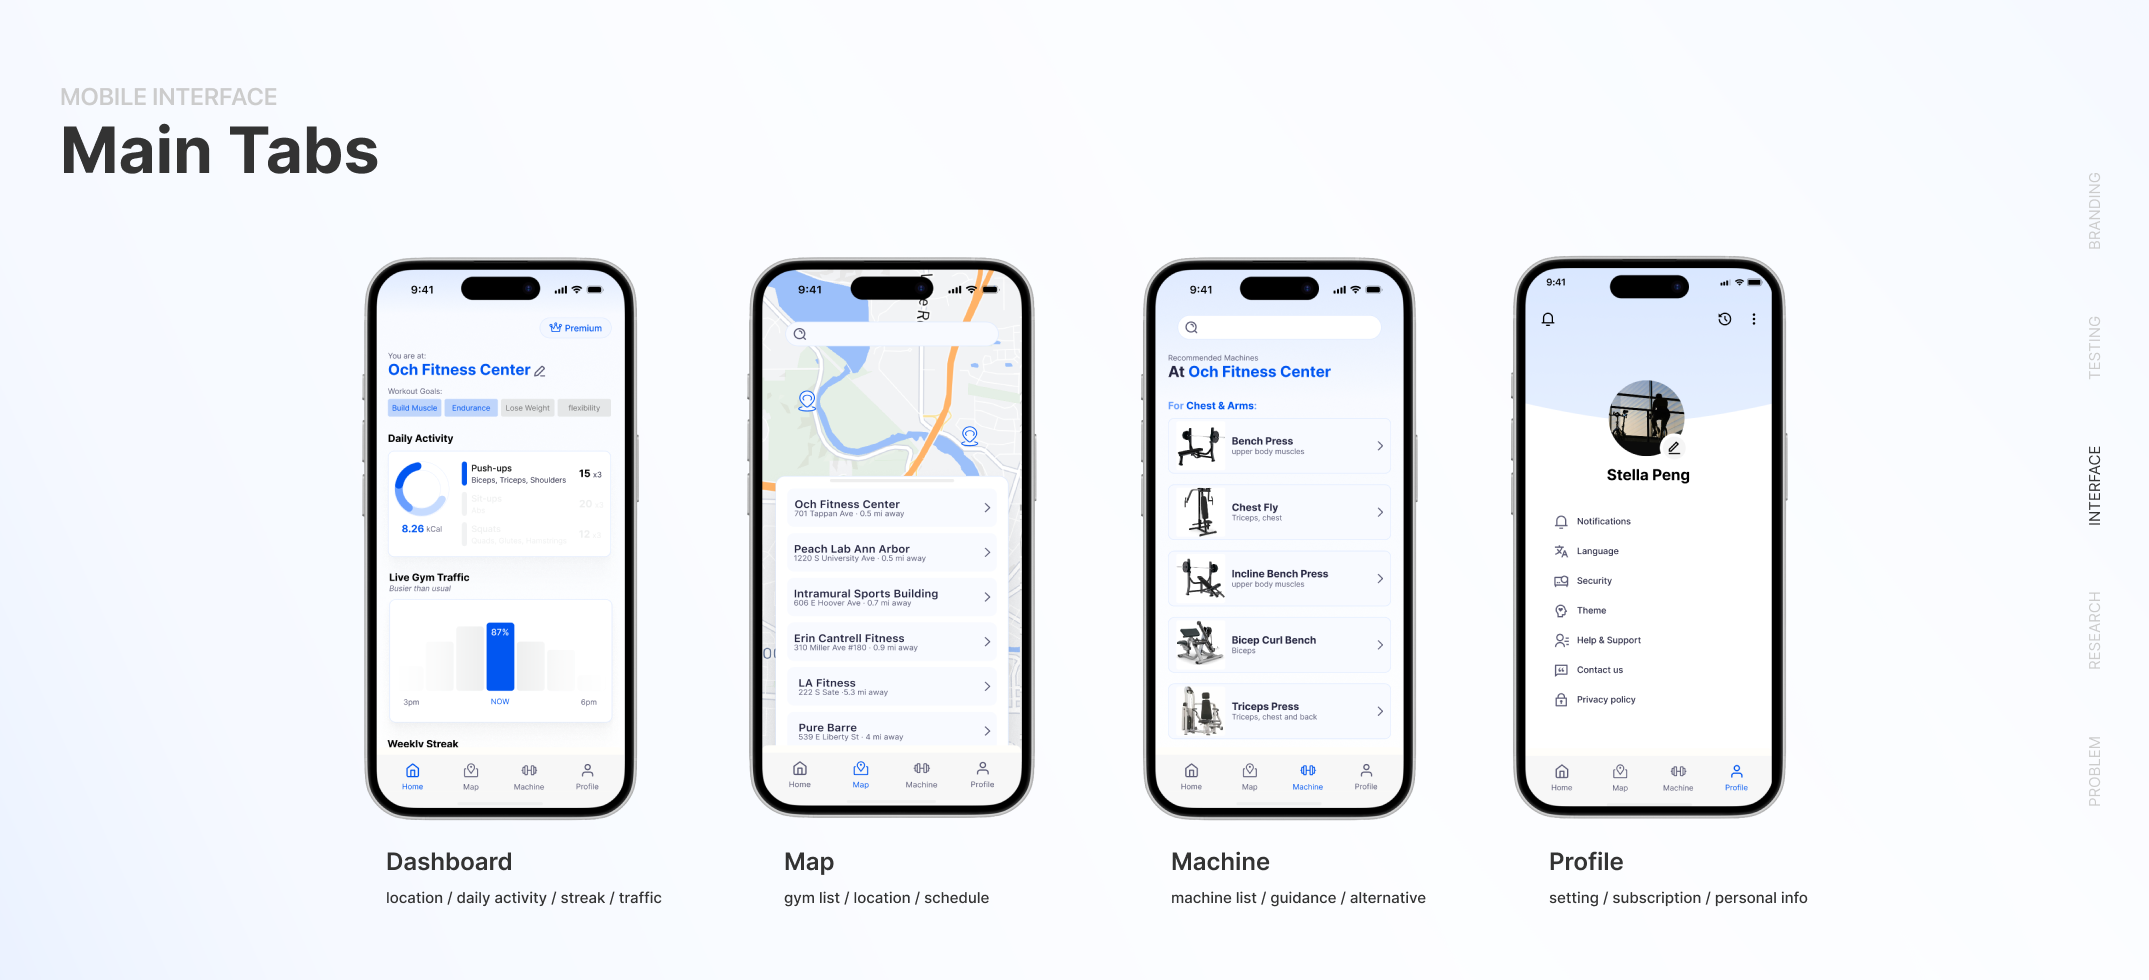 MOBILE INTERFACE
Main Tabs
9:41
Premium
You are at:
Och Fitness Center
Workout Goals:
Build Muscle
Endurance
Lose Weight
flexibility
Daily Activity
Push-ups
Biceps, Triceps, Shoulders
15 x3
Sit-ups
Abs
20 x3
Squats
Quads, Glutes, Hamstrings
12 x3
8.26 kCal
Live Gym Traffic
Busier than usual
87%
3pm
NOW
6pm
Weekly Streak
Home
Map
Machine
Profile
Dashboard
location / daily activity / streak / traffic
9:41
Och Fitness Center
701 Tappan Ave · 0.5 mi away
Peach Lab Ann Arbor
1220 S University Ave · 0.5 mi away
Intramural Sports Building
606 E Hoover Ave · 0.7 mi away
Erin Cantrell Fitness
310 Miller Ave #180 · 0.9 mi away
LA Fitness
222 S Sate ·5.3 mi away
Pure Barre
539 E Liberty St · 4 mi away
Home
Map
Machine
Profile
Map
gym list / location / schedule
9:41
Recommended Machines
At Och Fitness Center
For Chest & Arms:
Bench Press
upper body muscles
Chest Fly
Triceps, chest
Incline Bench Press
upper body muscles
Bicep Curl Bench
Biceps
Triceps Press
Triceps, chest and back
Home
Map
Machine
Profile
Machine
machine list / guidance / alternative
9:41
Stella Peng
Notifications
Language
Security
Theme
Help & Support
Contact us
Privacy policy
Home
Map
Machine
Profile
Profile
setting / subscription / personal info
BRANDING
TESTING
INTERFACE
RESEARCH
PROBLEM